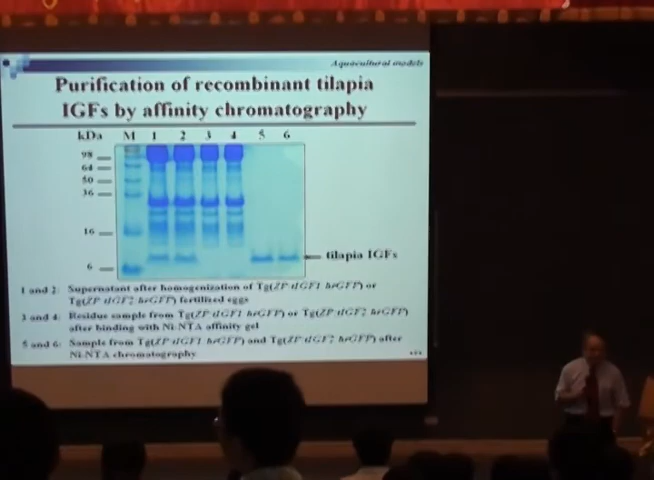 Aquacultural models
Purification of recombinant tilapia
IGFs by affinity chromatography
kDa M 1 2 3 4 5 6
98
64
50
36
16
6
tilapia IGFs
1 and 2: Supernatant after homogenization of Tg(ZP tIGF1 hrGFP) or
Tg(ZP tIGF2 hrGFP) fertilized eggs
3 and 4: Residue sample from Tg(ZP tIGF1 hrGFP) or Tg(ZP tIGF2 hrGFP)
after binding with Ni-NTA affinity gel
5 and 6: Sample from Tg(ZP tIGF1 hrGFP) and Tg(ZP tIGF2 hrGFP) after
Ni-NTA chromatography